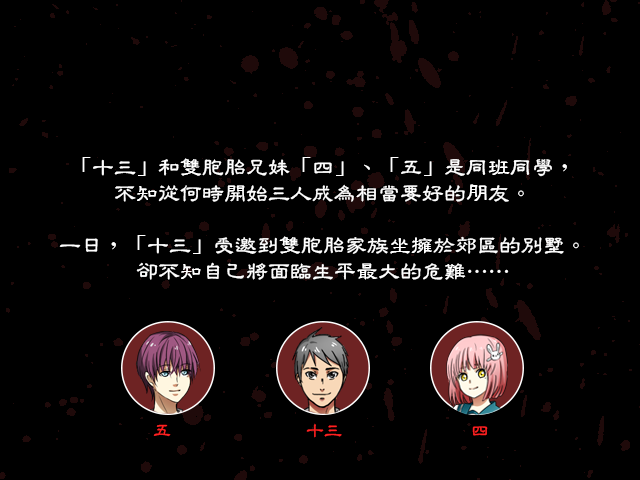 「十三」和雙胞胎兄妹「四」、「五」是同班同學，
不知從何時開始三人成為相當要好的朋友。
一日，「十三」受邀到雙胞胎家族坐擁於郊區的別墅。
卻不知自己將面臨生平最大的危難……
五
十三
四